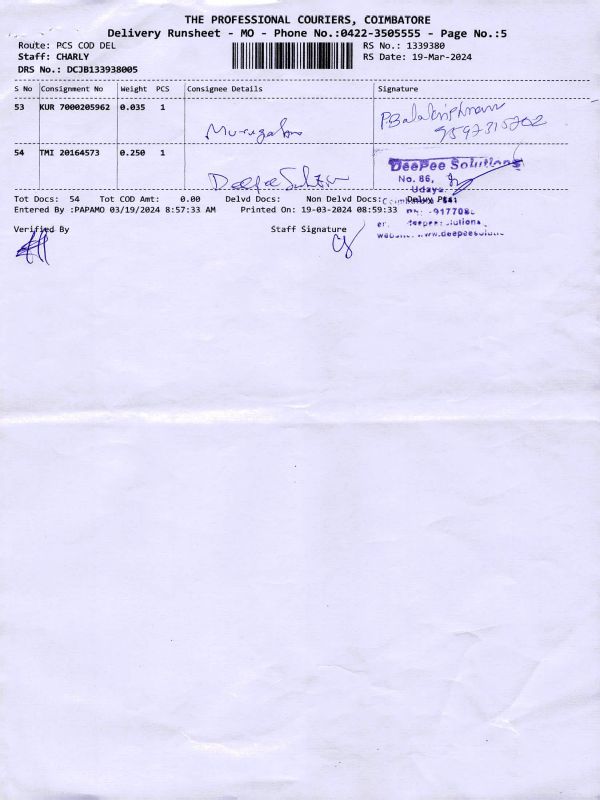 THE PROFESSIONAL COURIERS, COIMBATORE
Delivery Runsheet - MO - Phone No.:0422-3505555 - Page No.:5
Route: PCS COD DEL RS No.: 1339380
Staff: CHARLY RS Date: 19-Mar-2024
DRS No.: DCJB133938005
S No Consignment No Weight PCS Consignee Details Signature
53 KUR 7000205962 0.035 1
P.Balakrishnan
54 TMI 20164573 0.250 1
DeePee Solutions
No. 86,
Udaya
Deepee Solution
Tot Docs: 54 Tot COD Amt: 0.00 Delvd Docs: Non Delvd Docs:
Entered By :PAPAMO 03/19/2024 8:57:33 AM Printed On: 19-03-2024 08:59:33
Verified By Staff Signature